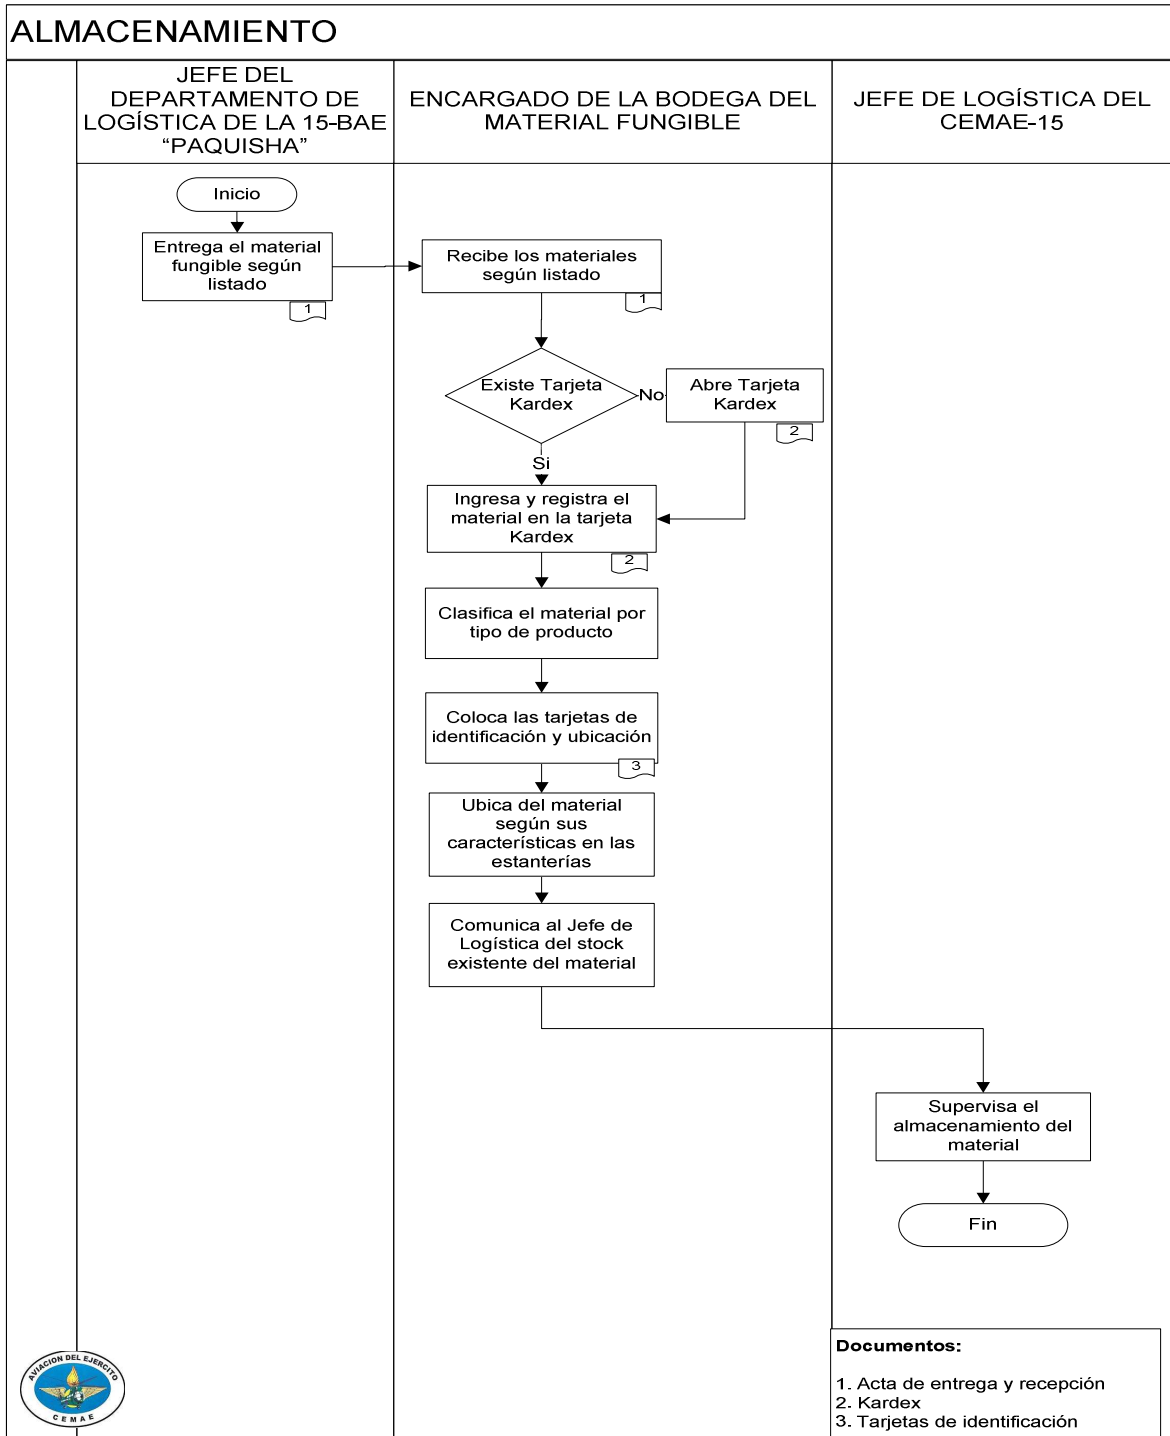 ALMACENAMIENTO
JEFE DEL
DEPARTAMENTO DE
LOGÍSTICA DE LA 15-BAE
“PAQUISHA”
ENCARGADO DE LA BODEGA DEL
MATERIAL FUNGIBLE
JEFE DE LOGÍSTICA DEL
CEMAE-15
Inicio
Entrega el material
fungible según
listado
1
Recibe los materiales
según listado
1
Existe Tarjeta
Kardex
No
Abre Tarjeta
Kardex
2
Si
Ingresa y registra el
material en la tarjeta
Kardex
2
Clasifica el material por
tipo de producto
Coloca las tarjetas de
identificación y ubicación
3
Ubica del material
según sus
características en las
estanterías
Comunica al Jefe de
Logística del stock
existente del material
Supervisa el
almacenamiento del
material
Fin
Documentos:
1. Acta de entrega y recepción
2. Kardex
3. Tarjetas de identificación
AVIACION DEL EJERCITO
CEMAE